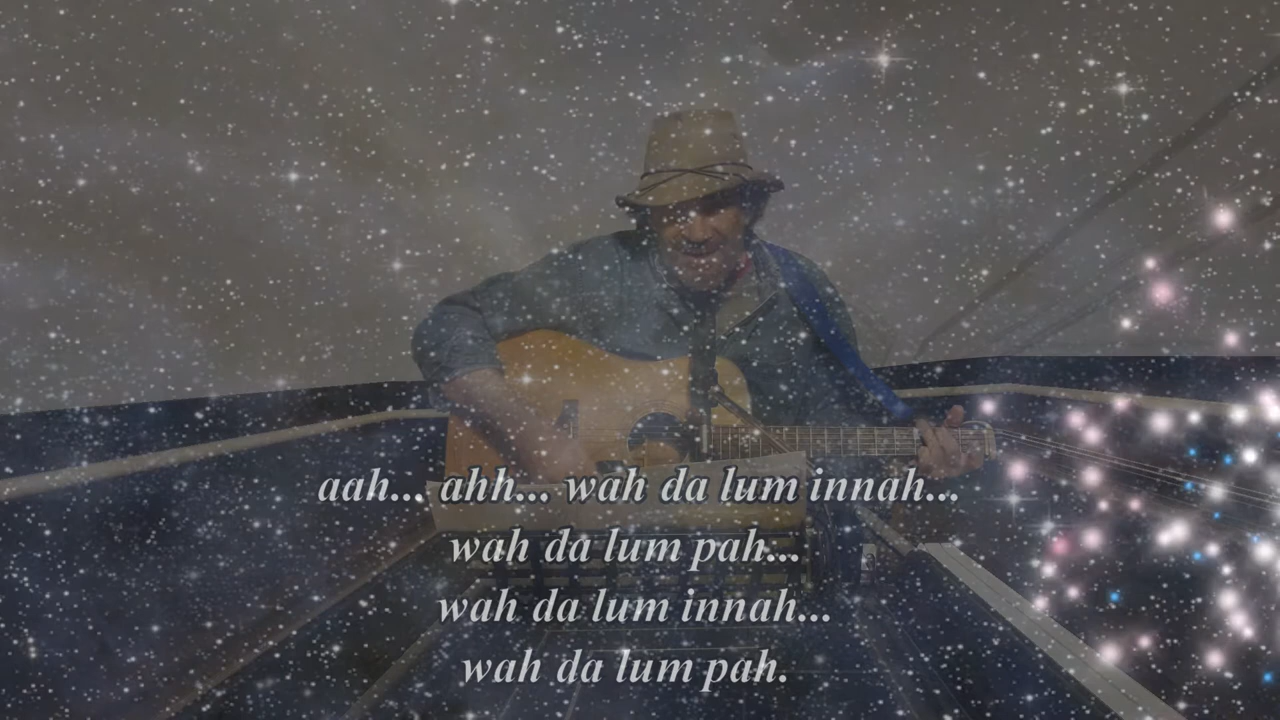 aah... ahh... wah da lum innah...
wah da lum pah...
wah da lum innah...
wah da lum pah.